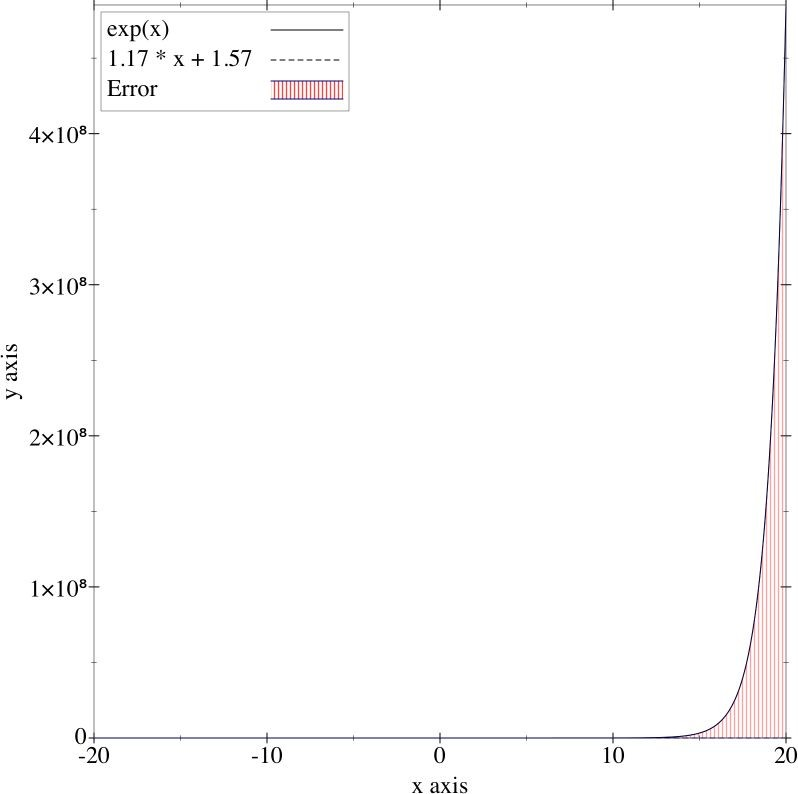 exp(x)
1.17 * x + 1.57
Error
4×10⁸
3×10⁸
2×10⁸
1×10⁸
0
y axis
-20 -10 0 10 20
x axis